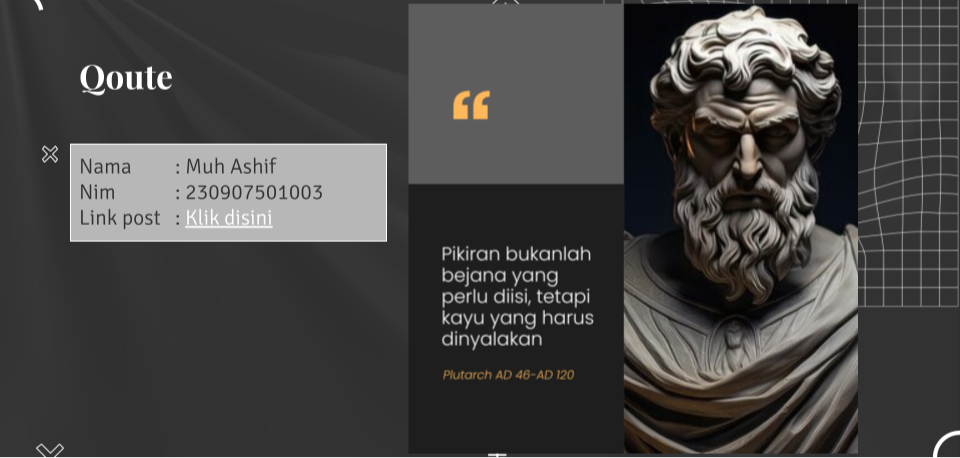 Qoute
Nama : Muh Ashif
Nim : 230907501003
Link post : Klik disini
“
Pikiran bukanlah
bejana yang
perlu diisi, tetapi
kayu yang harus
dinyalakan
Plutarch AD 46-AD 120